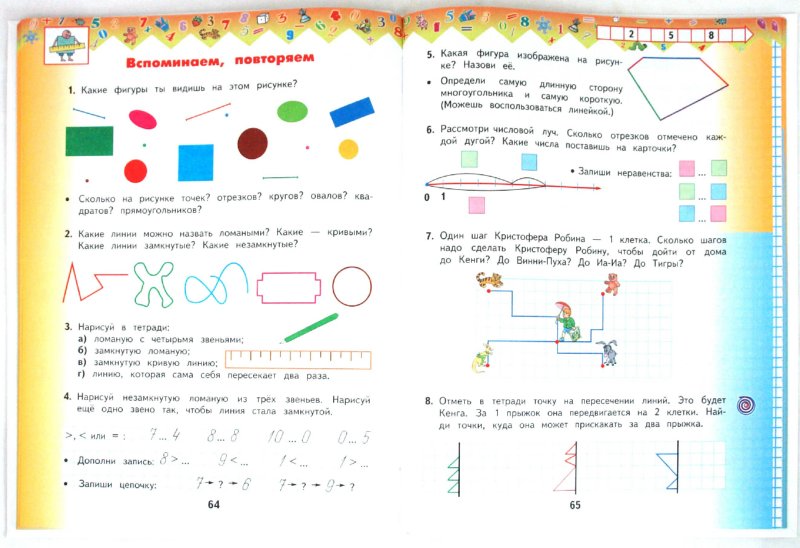 Вспоминаем, повторяем
1. Какие фигуры ты видишь на этом рисунке?
• Сколько на рисунке точек? отрезков? кругов? овалов? ква-
дратов? прямоугольников?
2. Какие линии можно назвать ломаными? Какие — кривыми?
Какие линии замкнутые? Какие незамкнутые?
3. Нарисуй в тетради:
а) ломаную с четырьмя звеньями;
б) замкнутую ломаную;
в) замкнутую кривую линию;
г) линию, которая сама себя пересекает два раза.
4. Нарисуй незамкнутую ломаную из трёх звеньев. Нарисуй
ещё одно звено так, чтобы линия стала замкнутой.
>, < или = : 7 ... 4 8 ... 8 10 ... 0 0 ... 5
• Дополни запись: 8 > ... 9 < ... 1 < ... 1 > ...
• Запиши цепочку: 7 → ? → 6 7 → ? → 9 → ?
64
2 5 8
5. Какая фигура изображена на рисун-
ке? Назови её.
• Определи самую длинную сторону
многоугольника и самую короткую.
(Можешь воспользоваться линейкой.)
6. Рассмотри числовой луч. Сколько отрезков отмечено каж-
дой дугой? Какие числа поставишь на карточки?
• Запиши неравенства:
...
...
...
0 1
7. Один шаг Кристофера Робина — 1 клетка. Сколько шагов
надо сделать Кристоферу Робину, чтобы дойти от дома
до Кенги? До Винни-Пуха? До Иа-Иа? До Тигры?
8. Отметь в тетради точку на пересечении линий. Это будет
Кенга. За 1 прыжок она передвигается на 2 клетки. Най-
ди точки, куда она может прискакать за два прыжка.
65